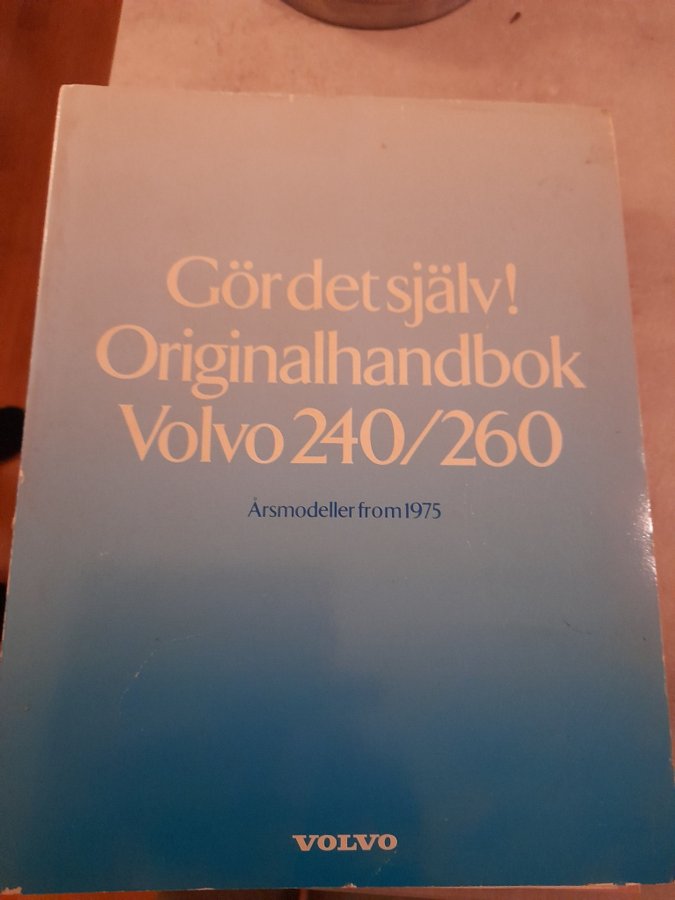 Gör det själv!
Originalhandbok
Volvo 240/260
Årsmodeller from 1975
VOLVO